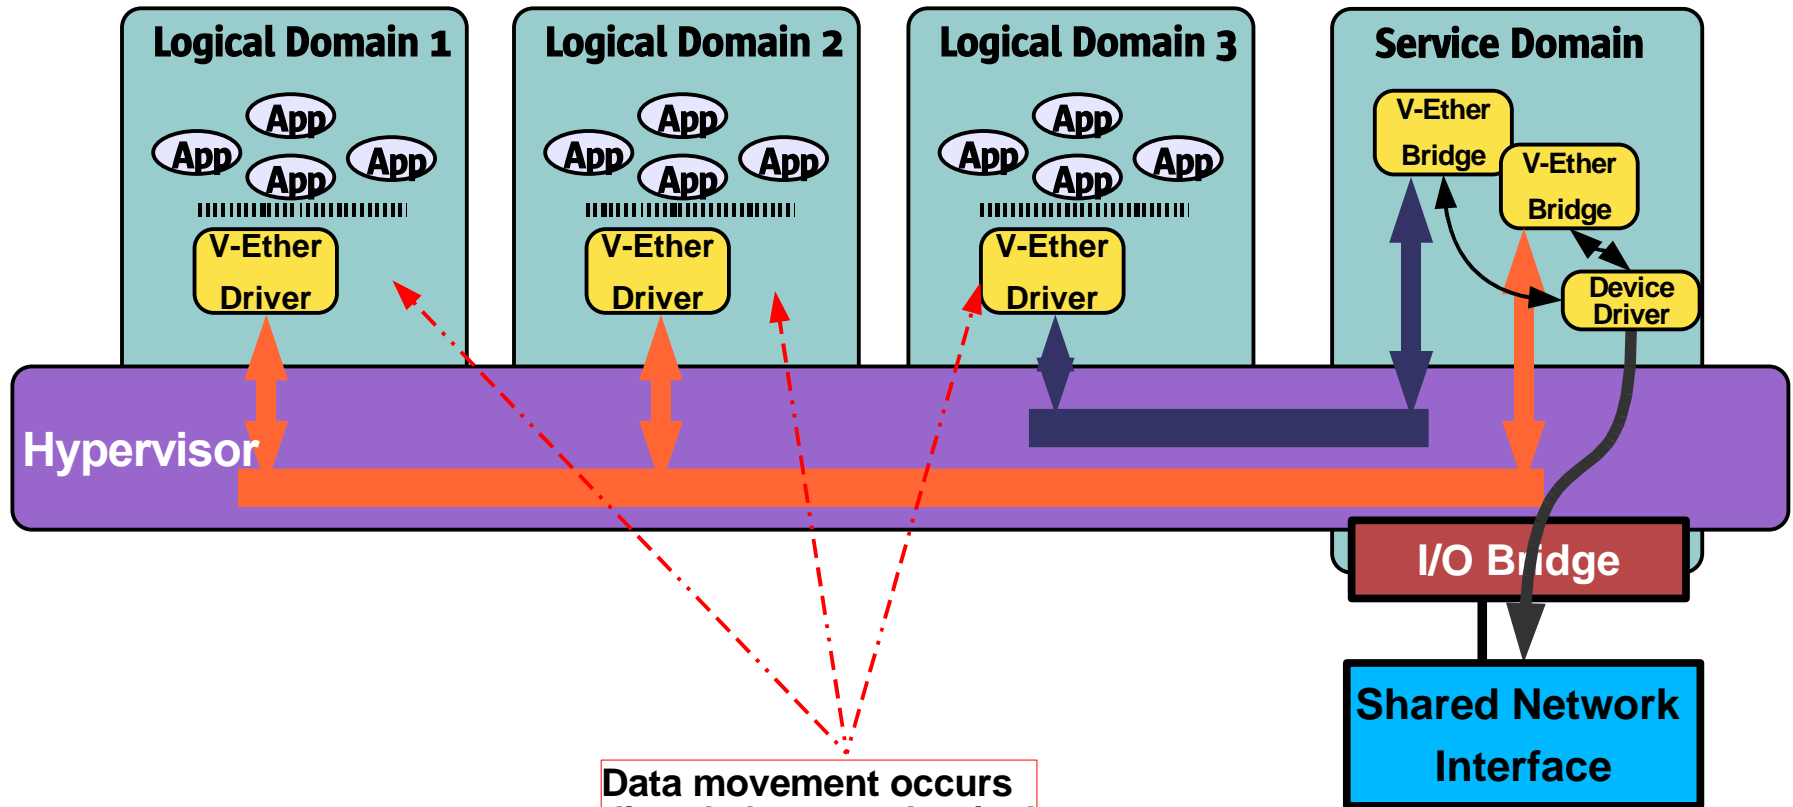 Logical Domain 1
Logical Domain 2
Logical Domain 3
Service Domain
App
App
App
App
V-Ether
Driver
App
App
App
App
V-Ether
Driver
App
App
App
App
V-Ether
Driver
V-Ether
Bridge
V-Ether
Bridge
Device
Driver
Hypervisor
I/O Bridge
Shared Network
Interface
Data movement occurs